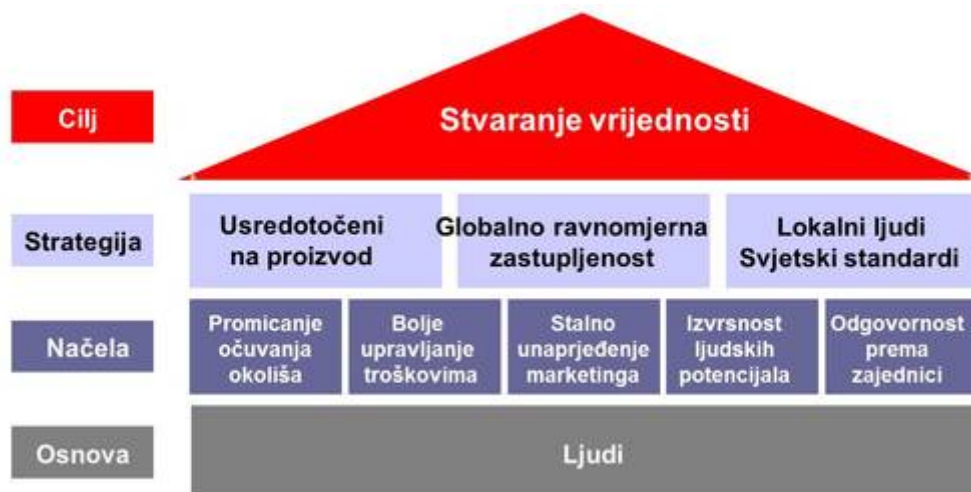 Cilj
Stvaranje vrijednosti
Strategija
Usredotočeni
na proizvod
Globalno ravnomjerna
zastupljenost
Lokalni ljudi
Svjetski standardi
Načela
Promicanje
očuvanja
okoliša
Bolje
upravljanje
troškovima
Stalno
unaprjeđenje
marketinga
Izvrsnost
ljudskih
potencijala
Odgovornost
prema
zajednici
Osnova
Ljudi